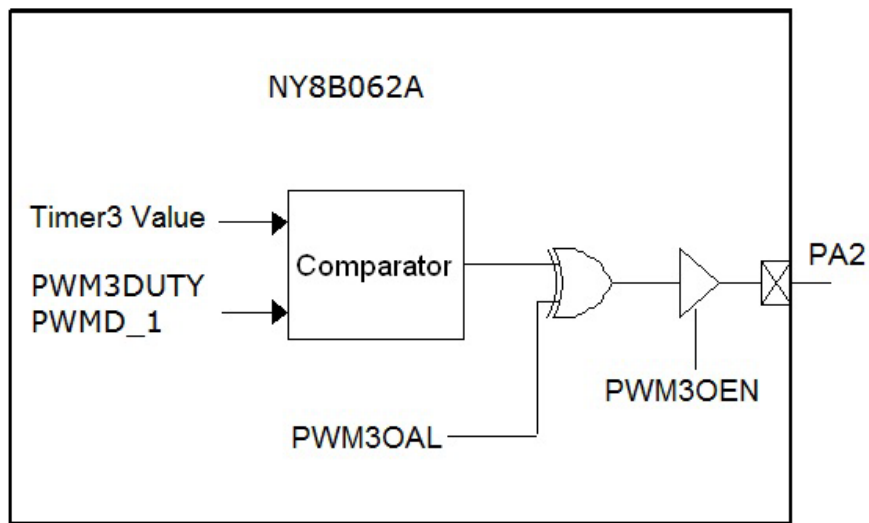 NY8B062A
Timer3 Value
PWM3DUTY
PWMD_1
Comparator
PA2
PWM3OEN
PWM3OAL